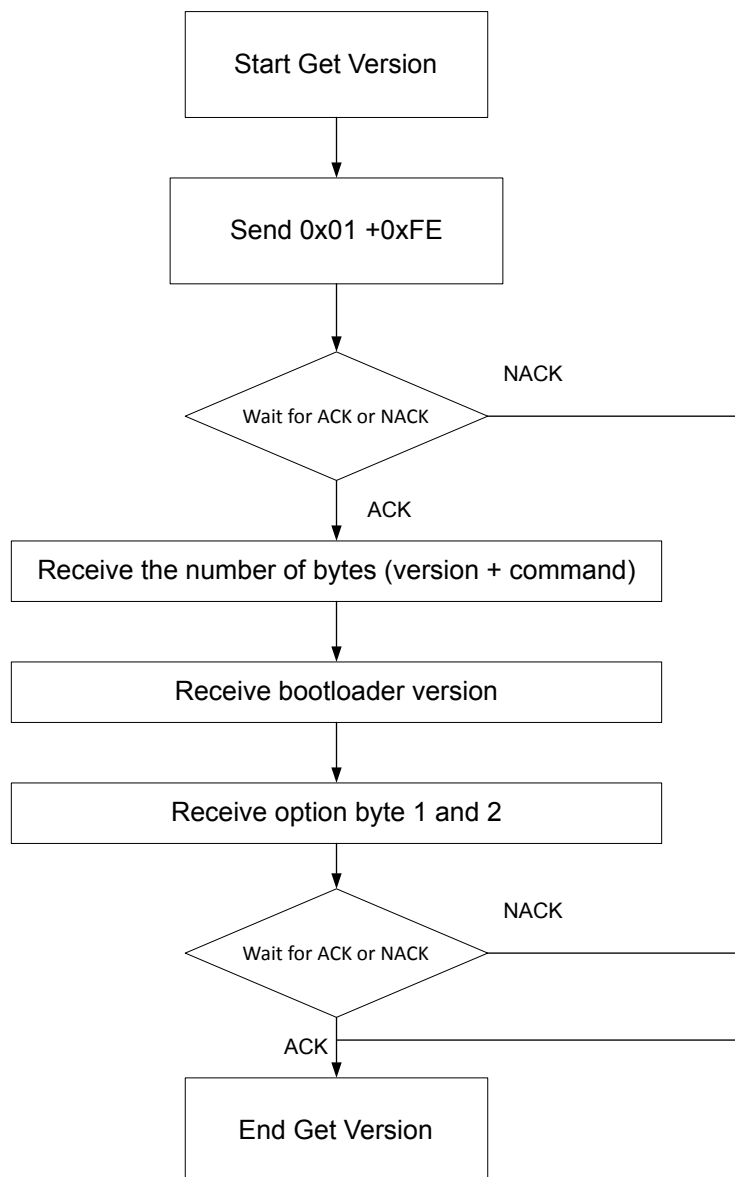 Start Get Version
Send 0x01 +0xFE
NACK
Wait for ACK or NACK
ACK
Receive the number of bytes (version + command)
Receive bootloader version
Receive option byte 1 and 2
NACK
Wait for ACK or NACK
ACK
End Get Version